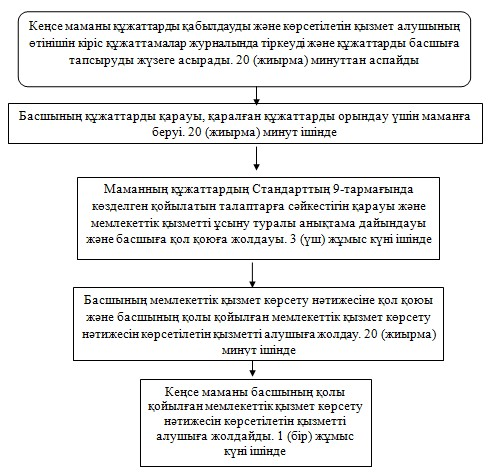 Кеңсе маманы құжаттарды қабылдауды және көрсетілетін қызмет алушының
өтінішін кіріс құжаттамалар журналында тіркеуді және құжаттарды басшыға
тапсыруды жүзеге асырады. 20 (жиырма) минуттан аспайды
Басшының құжаттарды қарауы, қаралған құжаттарды орындау үшін маманға
беруі. 20 (жиырма) минут ішінде
Маманның құжаттардың Стандарттың 9-тармағында
көзделген қойылатын талаптарға сәйкестігін қарауы және
мемлекеттік қызметті ұсыну туралы анықтама дайындауы
және басшыға қол қоюға жолдауы. 3 (үш) жұмыс күні ішінде
Басшының мемлекеттік қызмет көрсету нәтижесіне қол қоюы
және басшының қолы қойылған мемлекеттік қызмет көрсету
нәтижесін көрсетілетін қызметті алушыға жолдау. 20 (жиырма)
минут ішінде
Кеңсе маманы басшының қолы
қойылған мемлекеттік қызмет көрсету
нәтижесін көрсетілетін қызметті
алушыға жолдайды. 1 (бір) жұмыс
күні ішінде